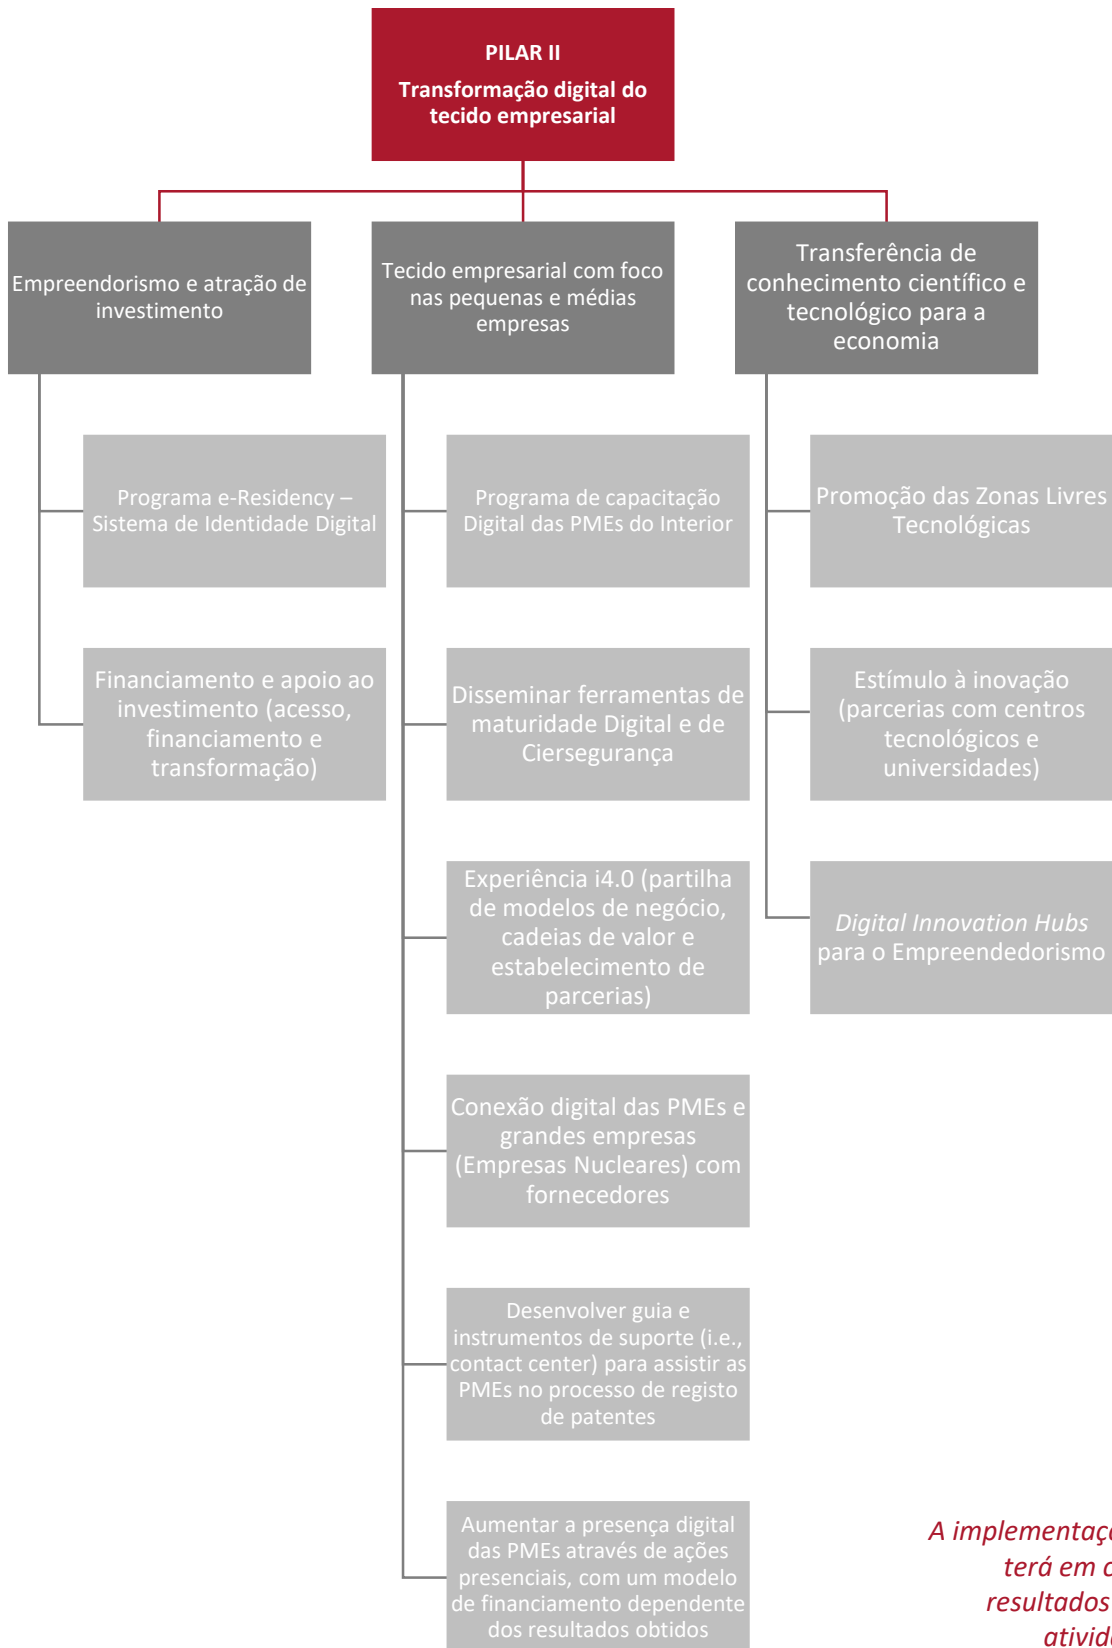 PILAR II
Transformação digital do
tecido empresarial
Empreendorismo e atração de
investimento
Programa e-Residency –
Sistema de Identidade Digital
Financiamento e apoio ao
investimento (acesso,
financiamento e
transformação)
Tecido empresarial com foco
nas pequenas e médias
empresas
Programa de capacitação
Digital das PMEs do Interior
Disseminar ferramentas de
maturidade Digital e de
Ciersegurança
Experiência i4.0 (partilha
de modelos de negócio,
cadeias de valor e
estabelecimento de
parcerias)
Conexão digital das PMEs e
grandes empresas
(Empresas Nucleares) com
fornecedores
Desenvolver guia e
instrumentos de suporte (i.e.,
contact center) para assistir as
PMEs no processo de registo
de patentes
Aumentar a presença digital
das PMEs através de ações
presenciais, com um modelo
de financiamento dependente
dos resultados obtidos
Transferência de
conhecimento científico e
tecnológico para a
economia
Promoção das Zonas Livres
Tecnológicas
Estímulo à inovação
(parcerias com centros
tecnológicos e
universidades)
Digital Innovation Hubs
para o Empreendedorismo
A
terá em
resultados